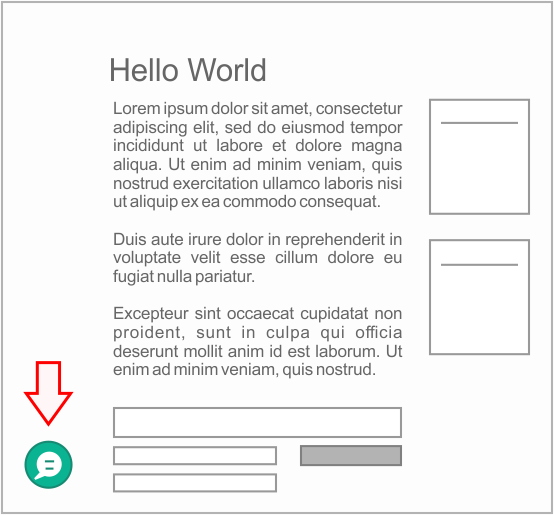 Hello World
Lorem ipsum dolor sit amet, consectetur
adipiscing elit, sed do eiusmod tempor
incididunt ut labore et dolore magna
aliqua. Ut enim ad minim veniam, quis
nostrud exercitation ullamco laboris nisi
ut aliquip ex ea commodo consequat.
Duis aute irure dolor in reprehenderit in
voluptate velit esse cillum dolore eu
fugiat nulla pariatur.
Excepteur sint occaecat cupidatat non
proident, sunt in culpa qui officia
deserunt mollit anim id est laborum. Ut
enim ad minim veniam, quis nostrud.